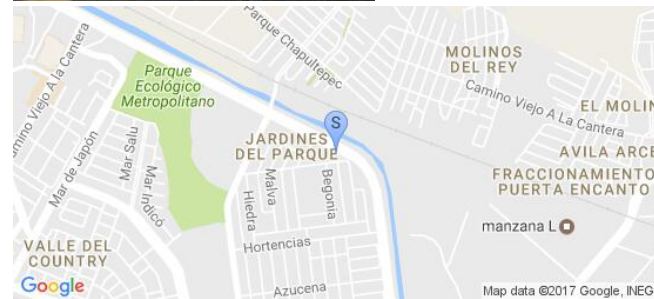 Parque Chapultepec
MOLINOS
DEL REY
Parque
Ecológico
Metropolitano
Camino Viejo A La Cantera
EL MOLIN
S
JARDINES
DEL PARQUE
AVILA ARCE
FRACCIONAMIENTO
PUERTA ENCANTO
Camino Viejo A La Cantera
Mar de Japón
Mar Salu
Mar Indicó
Hiedra
Malva
Begonia
manzana L
Hortencias
VALLE DEL
COUNTRY
Azucena
Google
Map data ©2017 Google, INEG